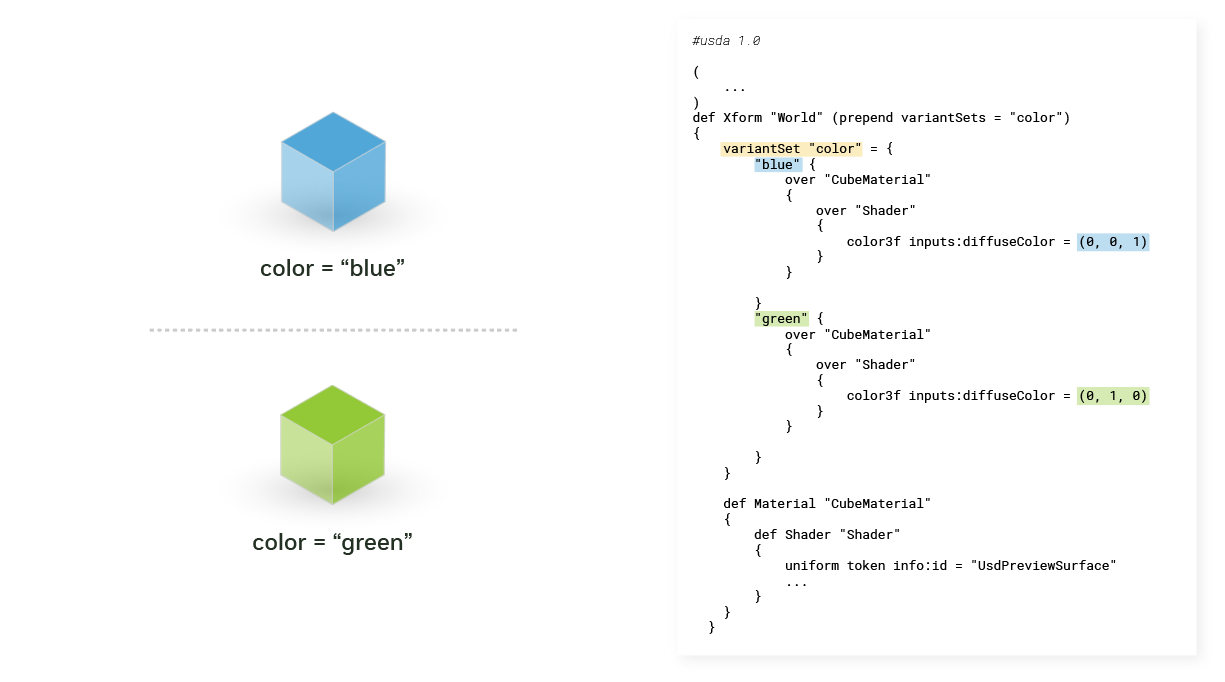 color = “blue”
color = “green”
#usda 1.0
(
    ...
)
def Xform "World" (prepend variantSets = "color")
{
    variantSet "color" = {
        "blue" {
            over "CubeMaterial"
            {
                over "Shader"
                {
                    color3f inputs:diffuseColor = (0, 0, 1)
                }
            }
        }
        "green" {
            over "CubeMaterial"
            {
                over "Shader"
                {
                    color3f inputs:diffuseColor = (0, 1, 0)
                }
            }
        }
    }
    def Material "CubeMaterial"
    {
        def Shader "Shader"
        {
            uniform token info:id = "UsdPreviewSurface"
            ...
        }
    }
  }